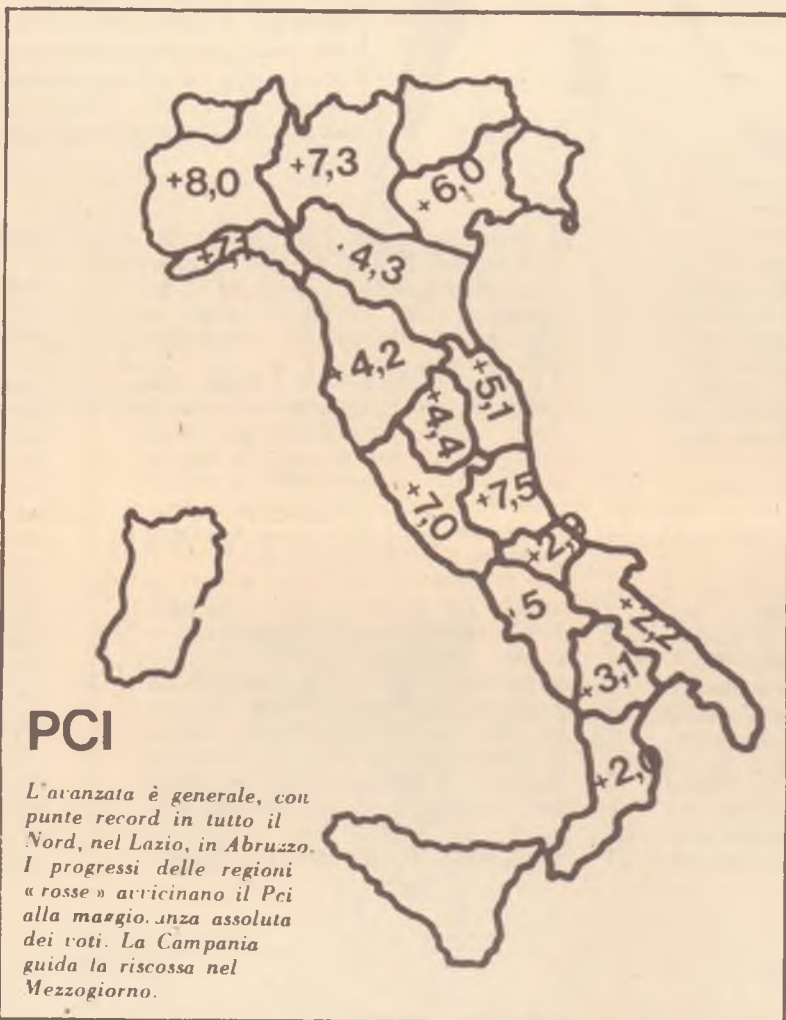 +8,0
+7,3
+6,0
4,3
+4,2
+5,1
+4,4
+7,0
+7,5
5
+2,2
+3,1
PCI
L'avanzata è generale, con
punte record in tutto il
Nord, nel Lazio, in Abruzzo.
I progressi delle regioni
« rosse » avvicinano il Pci
alla assoluta
dei voti. La Campania
guida la riscossa nel
Mezzogiorno.